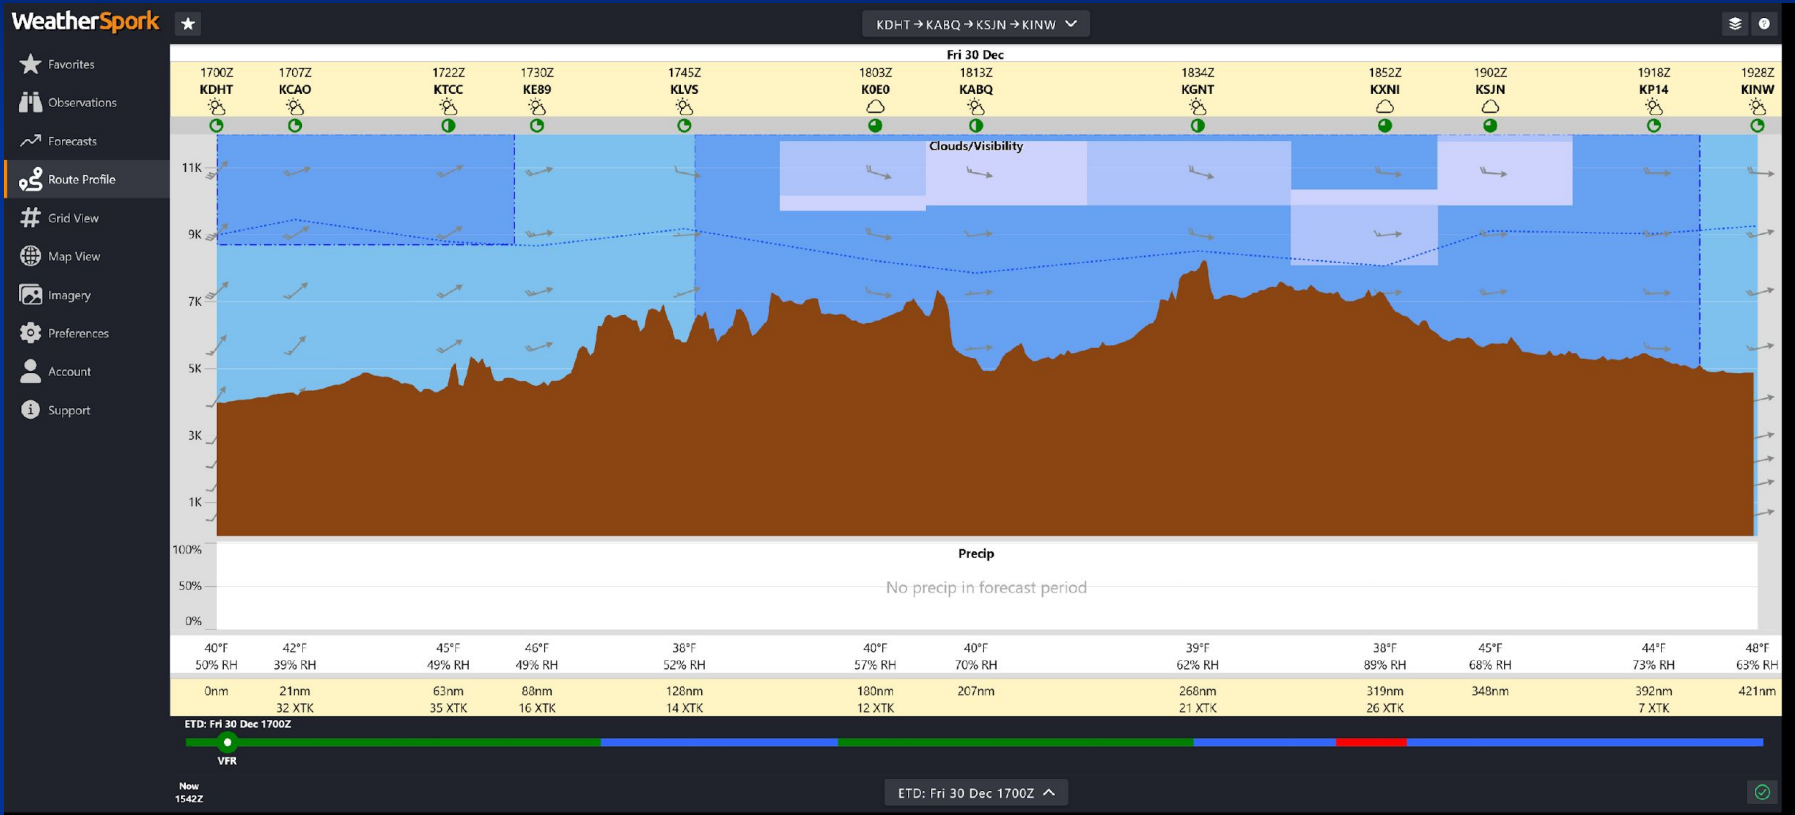 WeatherSpork
KDHT → KABQ → KSJN → KINW
Favorites
Observations
Forecasts
Route Profile
Grid View
Map View
Imagery
Preferences
Account
Support
Fri 30 Dec
1700Z 1707Z 1722Z 1730Z 1745Z 1803Z 1813Z 1834Z 1852Z 1902Z 1918Z 1928Z
KDHT KCAO KTCC KE89 KLVS K0E0 KABQ KGNT KXNI KSJN KP14 KINW
Clouds/Visibility
11K
9K
7K
5K
3K
1K
Precip
100%
50%
0%
No precip in forecast period
40°F 42°F 45°F 46°F 38°F 40°F 40°F 39°F 38°F 45°F 44°F 48°F
50% RH 39% RH 49% RH 49% RH 52% RH 57% RH 70% RH 62% RH 89% RH 68% RH 73% RH 63% RH
0nm 21nm 63nm 88nm 128nm 180nm 207nm 268nm 319nm 348nm 392nm 421nm
32 XTK 35 XTK 16 XTK 14 XTK 12 XTK 21 XTK 26 XTK 7 XTK
ETD: Fri 30 Dec 1700Z
VFR
Now
1542Z
ETD: Fri 30 Dec 1700Z